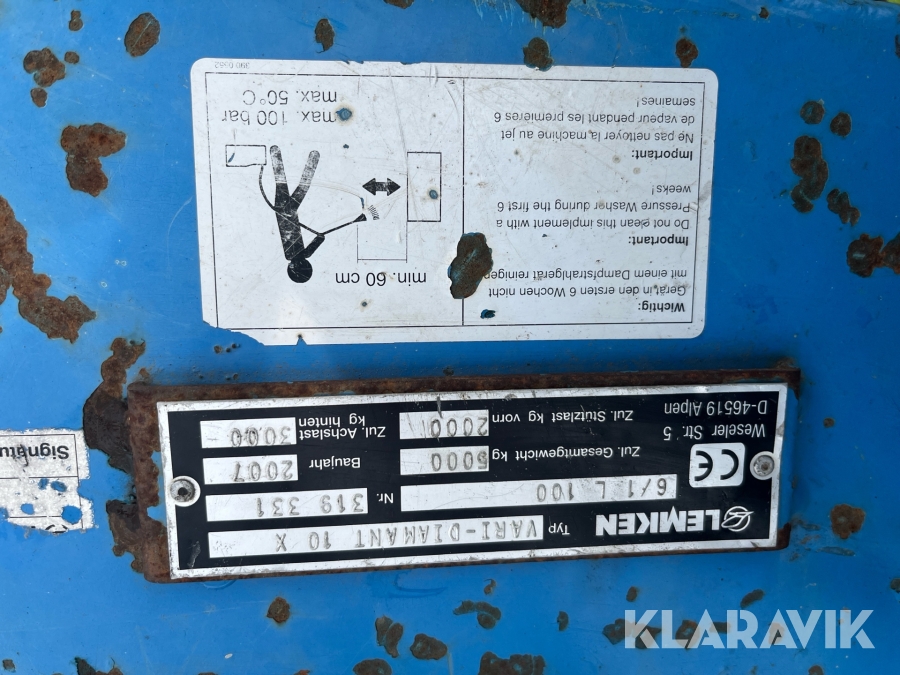 LEMKEN
Typ VARI-DIAMANT 10 X
6/1 L 100
Nr. 319 331
CE
Zul. Gesamtgewicht kg 5000
Baujahr 2007
Zul. Stützlast kg vorn 2000
Zul. Achslast kg hinten 3000
Weseler Str. 5
D-46519 Alpen
Signatu
Wichtig:
Gerät in den ersten 6 Wochen nicht
mit einem Dampfstrahlgerät reinigen
Important:
Do not clean this implement with a
Pressure Washer during the first 6
weeks!
Important:
Ne pas nettoyer la machine au jet
de vapeur pendant les premieres 6
semaines!
min. 60 cm
max. 100 bar
max. 50°C
KLARAVIK